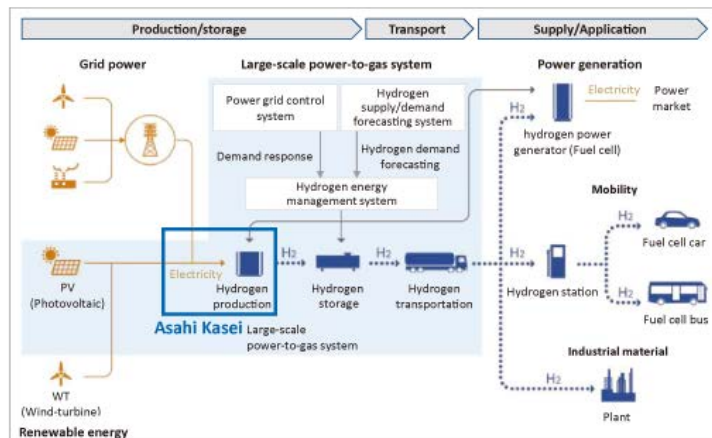 Production/storage
Transport
Supply/Application
Grid power
Large-scale power-to-gas system
Power generation
Power grid control
system
Hydrogen
supply/demand
forecasting system
Electricity
Power
market
H2
hydrogen power
generator (Fuel cell)
Demand response
Hydrogen demand
forecasting
Hydrogen energy
management system
Mobility
H2
Fuel cell car
Electricity
H2
H2
H2
PV
(Photovoltaic)
Hydrogen
production
Hydrogen
storage
Hydrogen
transportation
Hydrogen station
H2
Fuel cell bus
Asahi Kasei
Large-scale
power-to-gas system
Industrial material
H2
Plant
WT
(Wind-turbine)
Renewable energy